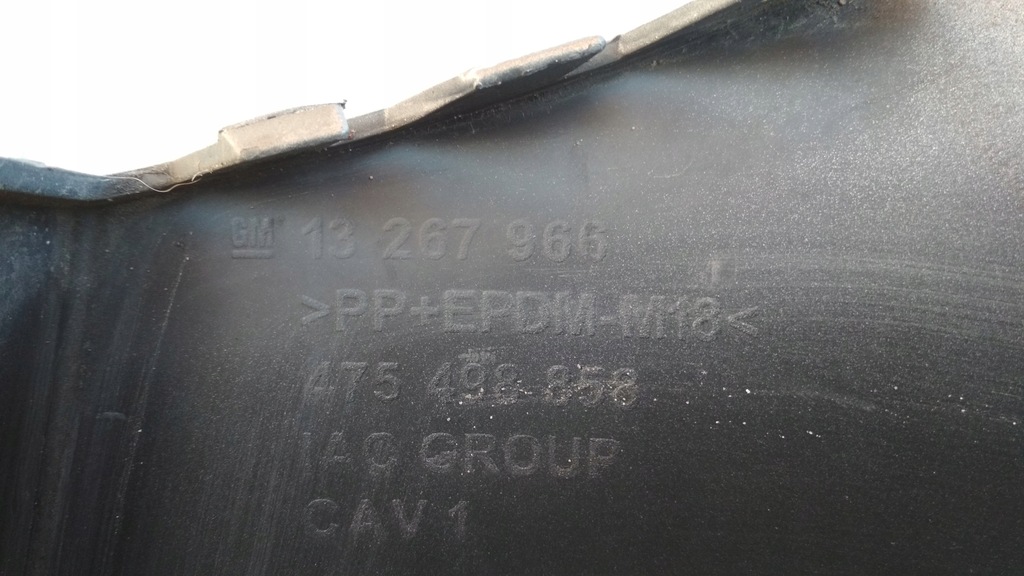 GM 13 267 966
>PP+EPDM-M18<
475 498 858
IAC GROUP
CAV 1